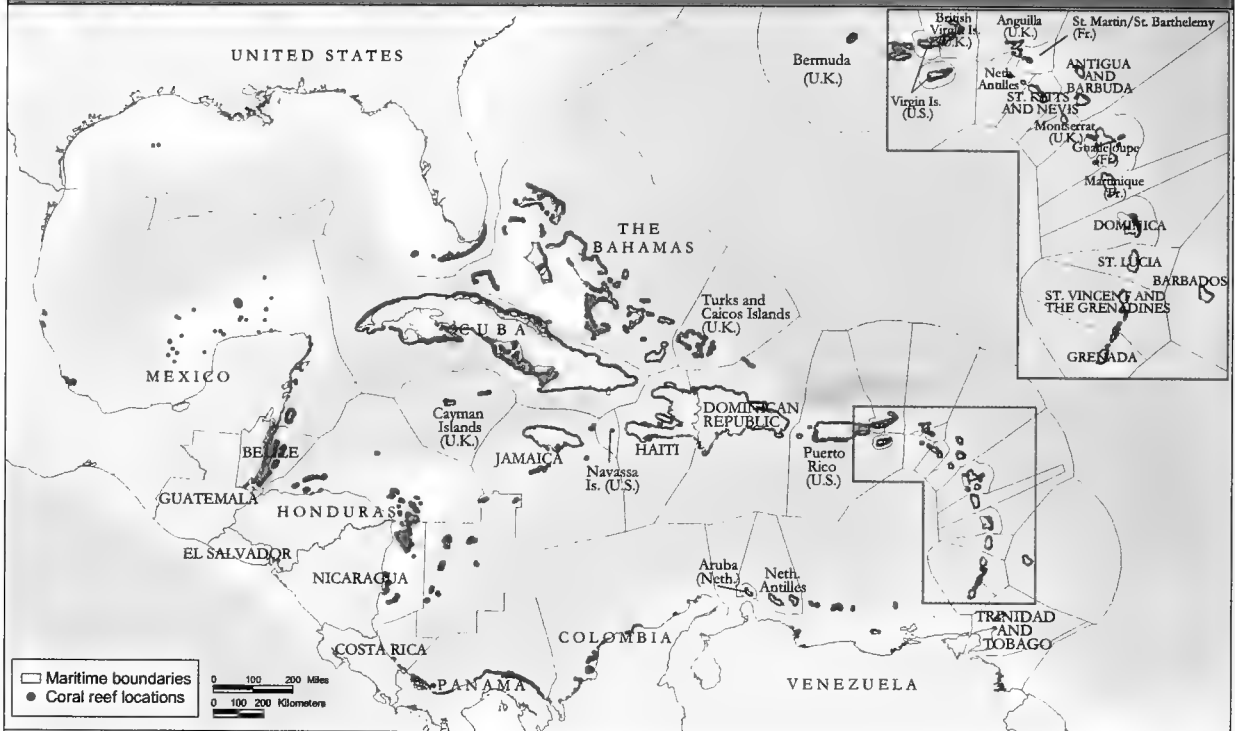 UNITED STATES
Bermuda
(U.K.)
British
Virgin Is.
(U.K.)
Anguilla
(U.K.)
St. Martin/St. Barthelemy
(Fr.)
Virgin Is.
(U.S.)
Neth.
Antilles
ANTIGUA
AND
BARBUDA
ST. KITTS
AND NEVIS
Montserrat
(U.K.)
Guadeloupe
(Fr.)
Martinique
(Fr.)
DOMINICA
ST. LUCIA
BARBADOS
ST. VINCENT AND
THE GRENADINES
GRENADA
THE
BAHAMAS
Turks and
Caicos Islands
(U.K.)
CUBA
MEXICO
Cayman
Islands
(U.K.)
JAMAICA
Navassa
Is. (U.S.)
HAITI
DOMINICAN
REPUBLIC
Puerto
Rico
(U.S.)
BELIZE
GUATEMALA
HONDURAS
EL SALVADOR
NICARAGUA
Aruba
(Neth.)
Neth.
Antilles
TRINIDAD
AND
TOBAGO
COSTA RICA
COLOMBIA
PANAMA
VENEZUELA
Maritime boundaries
Coral reef locations
0 100 200 Miles
0 100 200 Kilometers